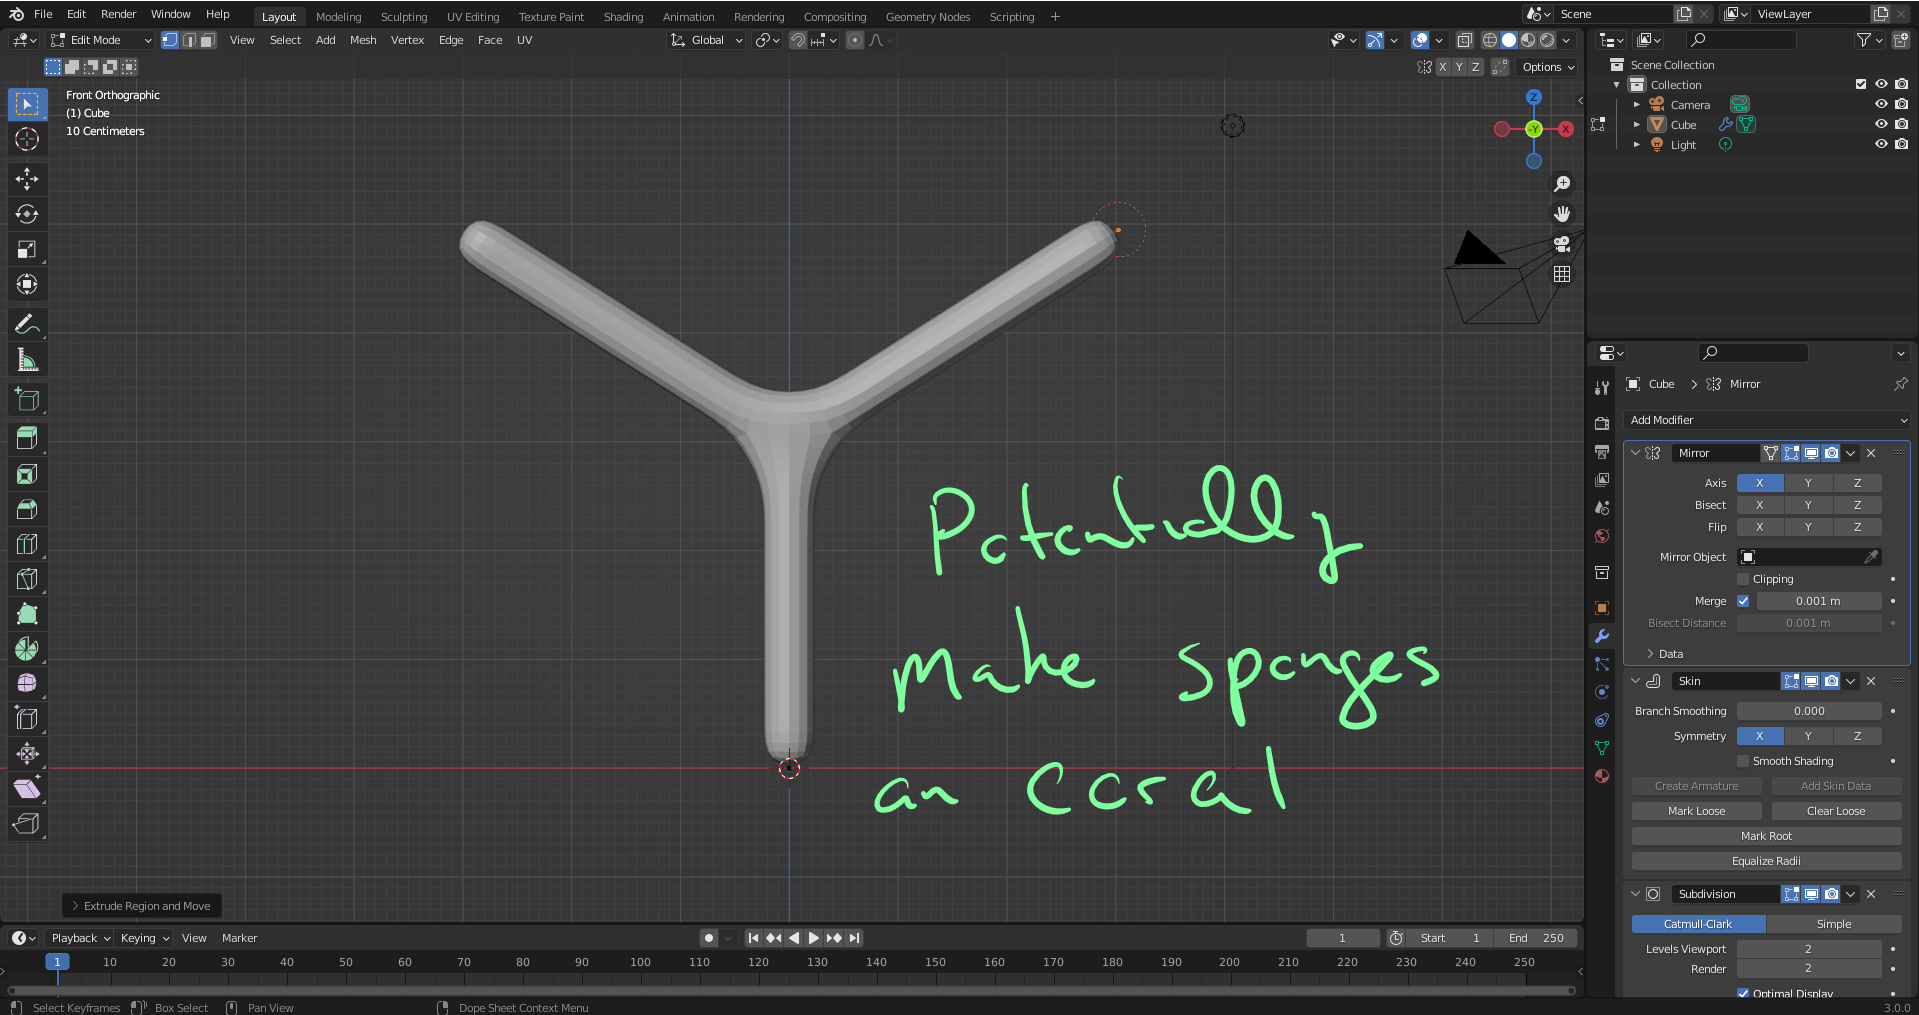 File Edit Render Window Help Layout Modeling Sculpting UV Editing Texture Paint Shading Animation Rendering Compositing Geometry Nodes Scripting + Scene ViewLayer
Edit Mode View Select Add Mesh Vertex Edge Face UV Global
X Y Z Options
Front Orthographic
(1) Cube
10 Centimeters
Z
-Y
X
Potentually
Make sponges
an coral
Extrude Region and Move
Scene Collection
Collection
Camera
Cube
Light
Cube Mirror
Add Modifier
Mirror
Axis X Y Z
Bisect X Y Z
Flip X Y Z
Mirror Object
Clipping
Merge 0.001 m
Bisect Distance 0.001 m
Data
Skin
Branch Smoothing 0.000
Symmetry X Y Z
Smooth Shading
Create Armature Add Skin Data
Mark Loose Clear Loose
Mark Root
Equalize Radii
Subdivision
Catmull-Clark Simple
Levels Viewport 2
Render 2
Optimal Display
Playback Keying View Marker 1 Start 1 End 250
1 10 20 30 40 50 60 70 80 90 100 110 120 130 140 150 160 170 180 190 200 210 220 230 240 250
Select Keyframes Box Select Pan View Dope Sheet Context Menu 3.0.0